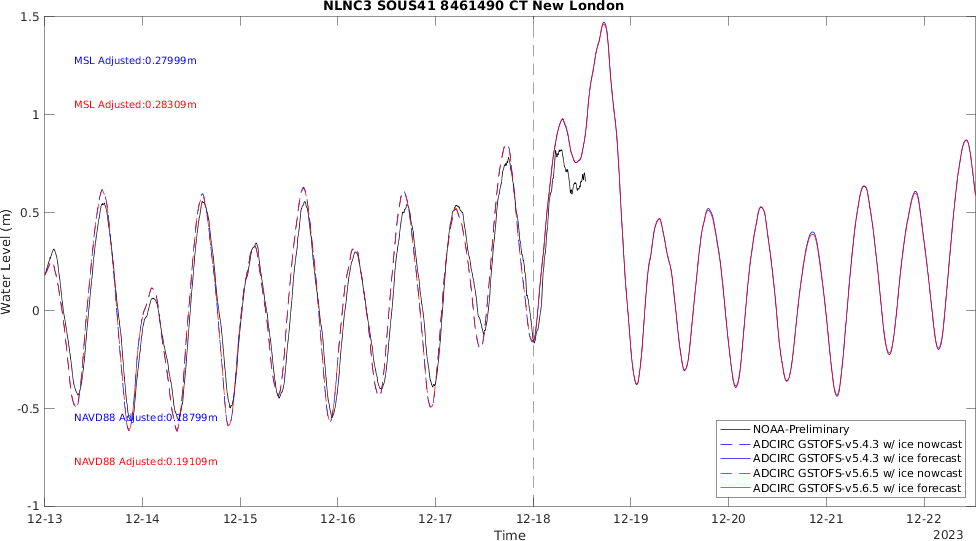 NLNC3 SOUS41 8461490 CT New London
1.5
1
0.5
0
-0.5
-1
Water Level (m)
MSL Adjusted:0.27999m
MSL Adjusted:0.28309m
NAVD88 Adjusted:0.18799m
NAVD88 Adjusted:0.19109m
NOAA-Preliminary
ADCIRC GSTOFS-v5.4.3 w/ ice nowcast
ADCIRC GSTOFS-v5.4.3 w/ ice forecast
ADCIRC GSTOFS-v5.6.5 w/ ice nowcast
ADCIRC GSTOFS-v5.6.5 w/ ice forecast
12-13 12-14 12-15 12-16 12-17 12-18 12-19 12-20 12-21 12-22
Time
2023